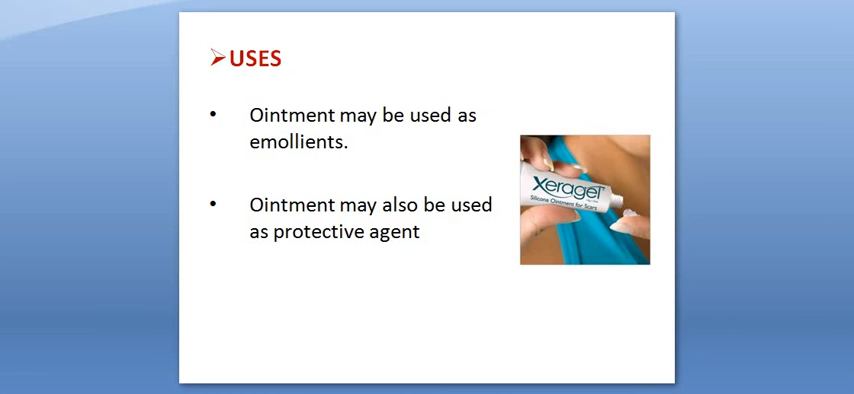 USES
• Ointment may be used as
emollients.
• Ointment may also be used
as protective agent
Xeragel
Silicone Ointment for Scars